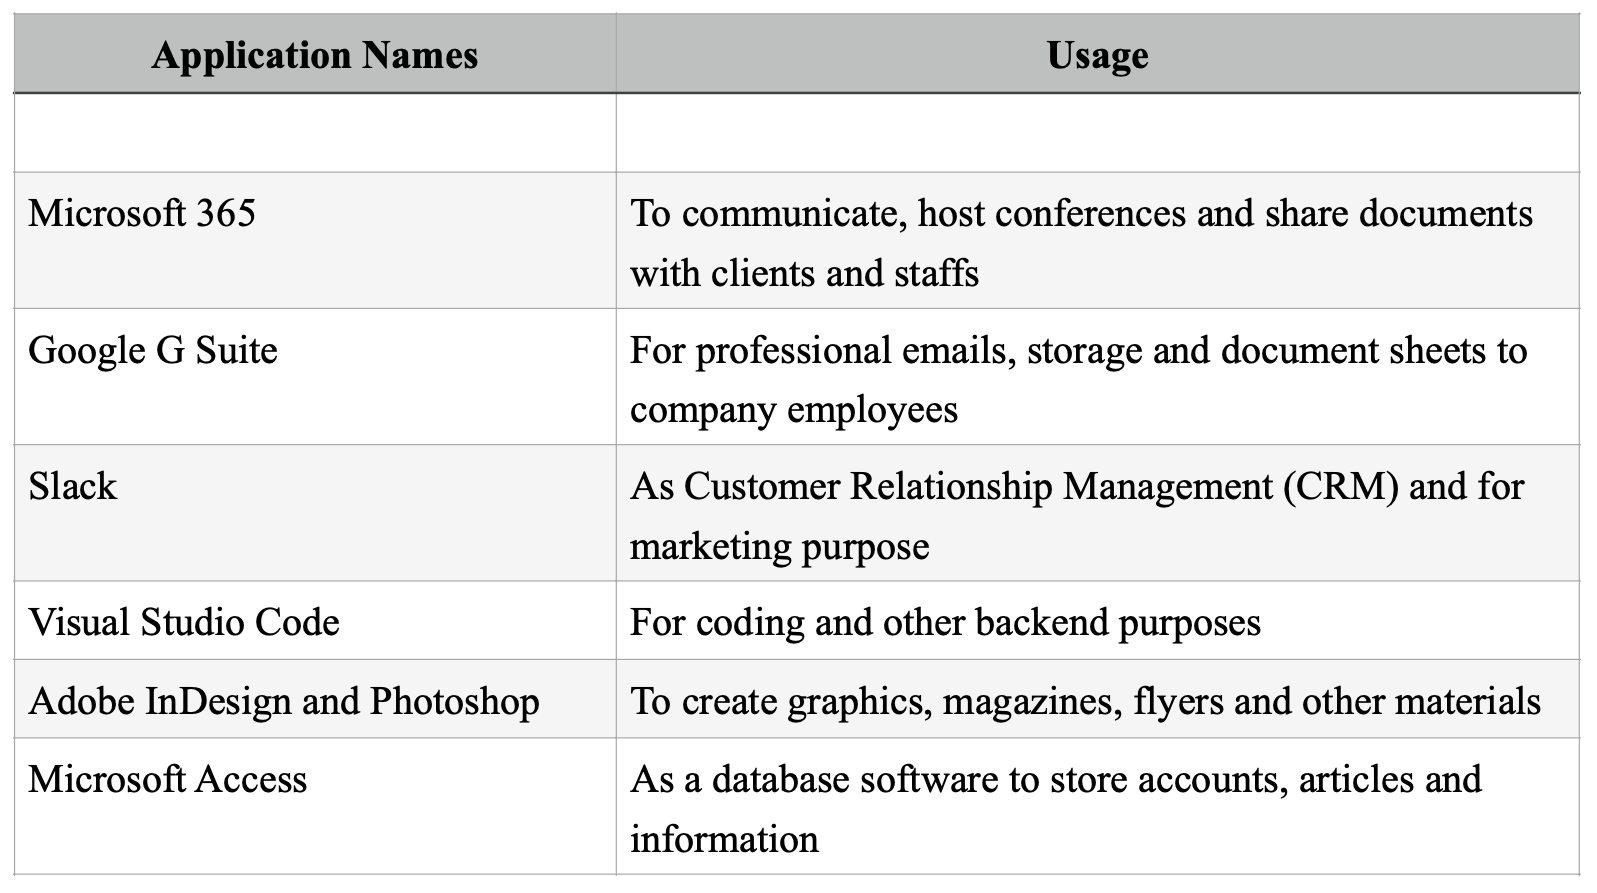 Application Names
Usage
Microsoft 365
To communicate, host conferences and share documents
with clients and staffs
Google G Suite
For professional emails, storage and document sheets to
company employees
Slack
As Customer Relationship Management (CRM) and for
marketing purpose
Visual Studio Code
For coding and other backend purposes
Adobe InDesign and Photoshop
To create graphics, magazines, flyers and other materials
Microsoft Access
As a database software to store accounts, articles and
information